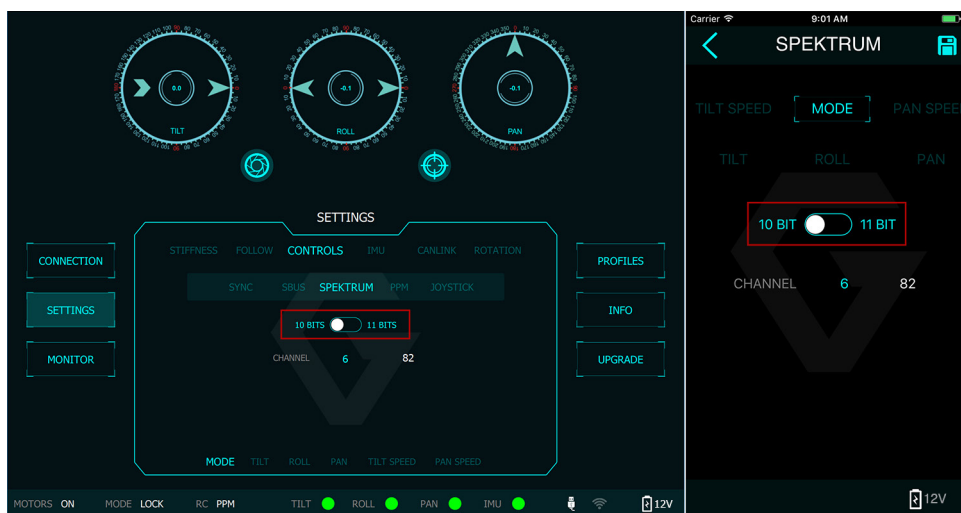 0.0
TILT
-0.1
ROLL
-0.1
PAN
SETTINGS
STIFFNESS FOLLOW CONTROLS IMU CANLINK ROTATION
SYNC SBUS SPEKTRUM PPM JOYSTICK
10 BITS 11 BITS
CHANNEL 6 82
MODE TILT ROLL PAN TILT SPEED PAN SPEED
CONNECTION
SETTINGS
MONITOR
PROFILES
INFO
UPGRADE
MOTORS ON MODE LOCK RC PPM TILT ROLL PAN IMU 12V
Carrier 9:01 AM
SPEKTRUM
TILT SPEED MODE PAN SPEE
TILT ROLL PAN
10 BIT 11 BIT
CHANNEL 6 82
12V